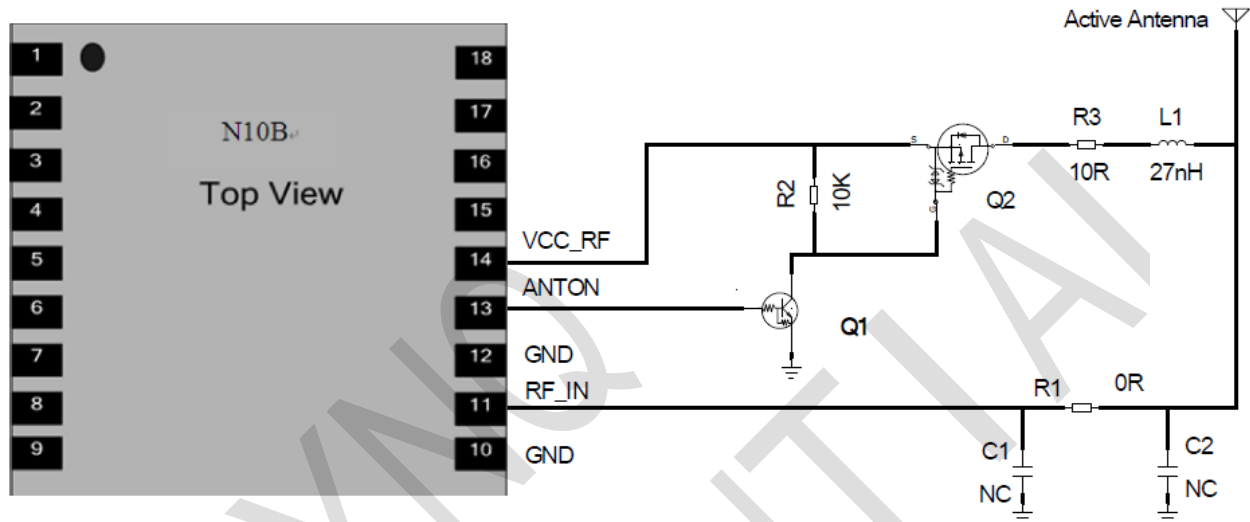 Active Antenna
1
18
2
17
N10B
3
16
Top View
4
15
5
14
6
13
7
12
8
11
9
10
VCC_RF
ANTON
GND
RF_IN
GND
R2
10K
S
D
G
Q2
R3
10R
L1
27nH
Q1
R1
0R
C1
NC
C2
NC